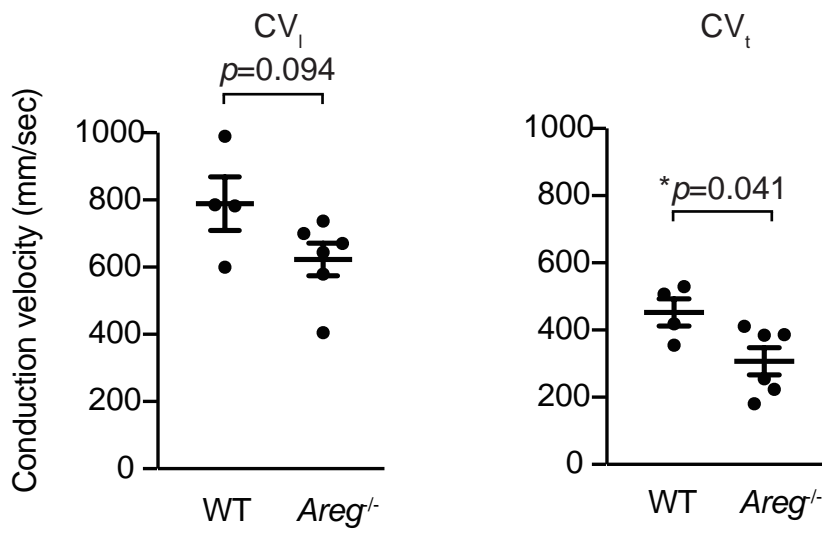 CVl
p=0.094
Conduction velocity (mm/sec)
1000
800
600
400
200
0
WT Areg-/-
CVt
*p=0.041
1000
800
600
400
200
0
WT Areg-/-